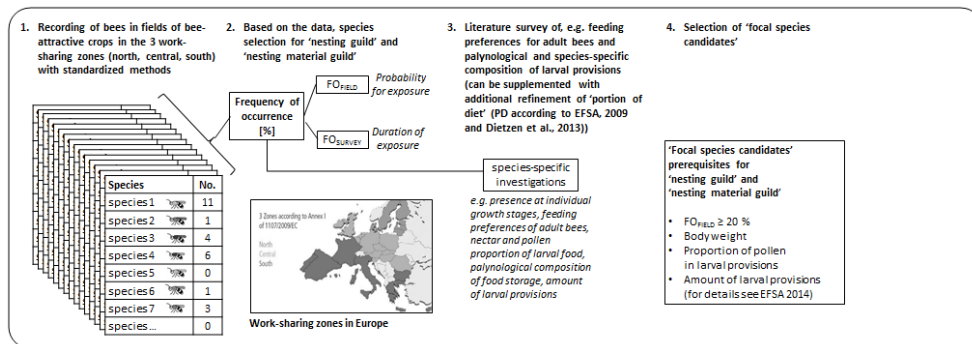 1. Recording of bees in fields of bee-
attractive crops in the 3 work-
sharing zones (north, central, south)
with standardized methods
Species No.
species1 11
species 2 1
species 3 4
species 4 6
species 5 0
species 6 1
species 7 3
species... 0
2. Based on the data, species
selection for 'nesting guild' and
'nesting material guild'
Frequency of
occurrence
[%]
FOFIELD
Probability
for exposure
FOSURVEY
Duration of
exposure
3 Zones according to Annex I
of 1107/2009/EC
North
Central
South
Work-sharing zones in Europe
3. Literature survey of, e.g. feeding
preferences for adult bees and
palynological and species-specific
composition of larval provisions
(can be supplemented with
additional refinement of 'portion of
diet' (PD according to EFSA, 2009
and Dietzen et al., 2013))
species-specific
investigations
e.g. presence at individual
growth stages, feeding
preferences of adult bees,
nectar and pollen
proportion of larval food,
palynological composition
of food storage, amount
of larval provisions
4. Selection of 'focal species
candidates'
'Focal species candidates'
prerequisites for
'nesting guild' and
'nesting material guild'
• FOFIELD ≥ 20 %
• Body weight
• Proportion of pollen
in larval provisions
• Amount of larval provisions
(for details see EFSA 2014)